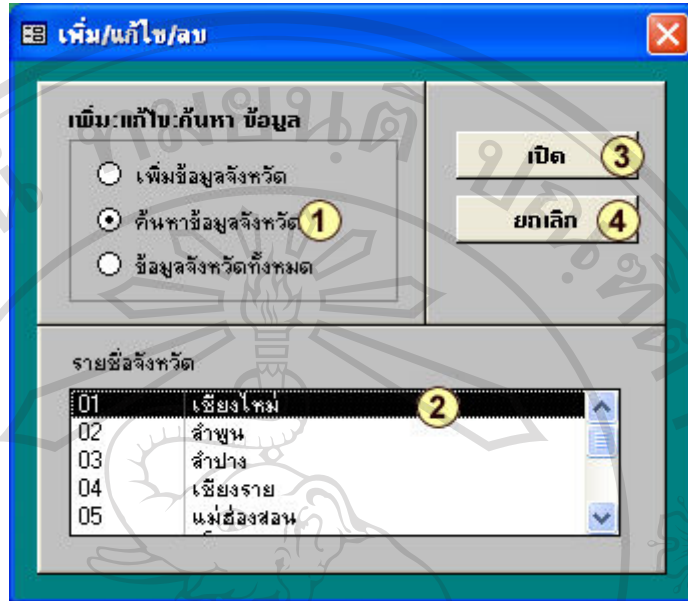 เพิ่ม/แก้ไข/ลบ
เพิ่ม:แก้ไข:ค้นหา ข้อมูล
เพิ่มข้อมูลจังหวัด
ค้นหาข้อมูลจังหวัด 1
ข้อมูลจังหวัดทั้งหมด
เปิด 3
ยกเลิก 4
รายชื่อจังหวัด
01 เชียงใหม่ 2
02 ลำพูน
03 ลำปาง
04 เชียงราย
05 แม่ฮ่องสอน